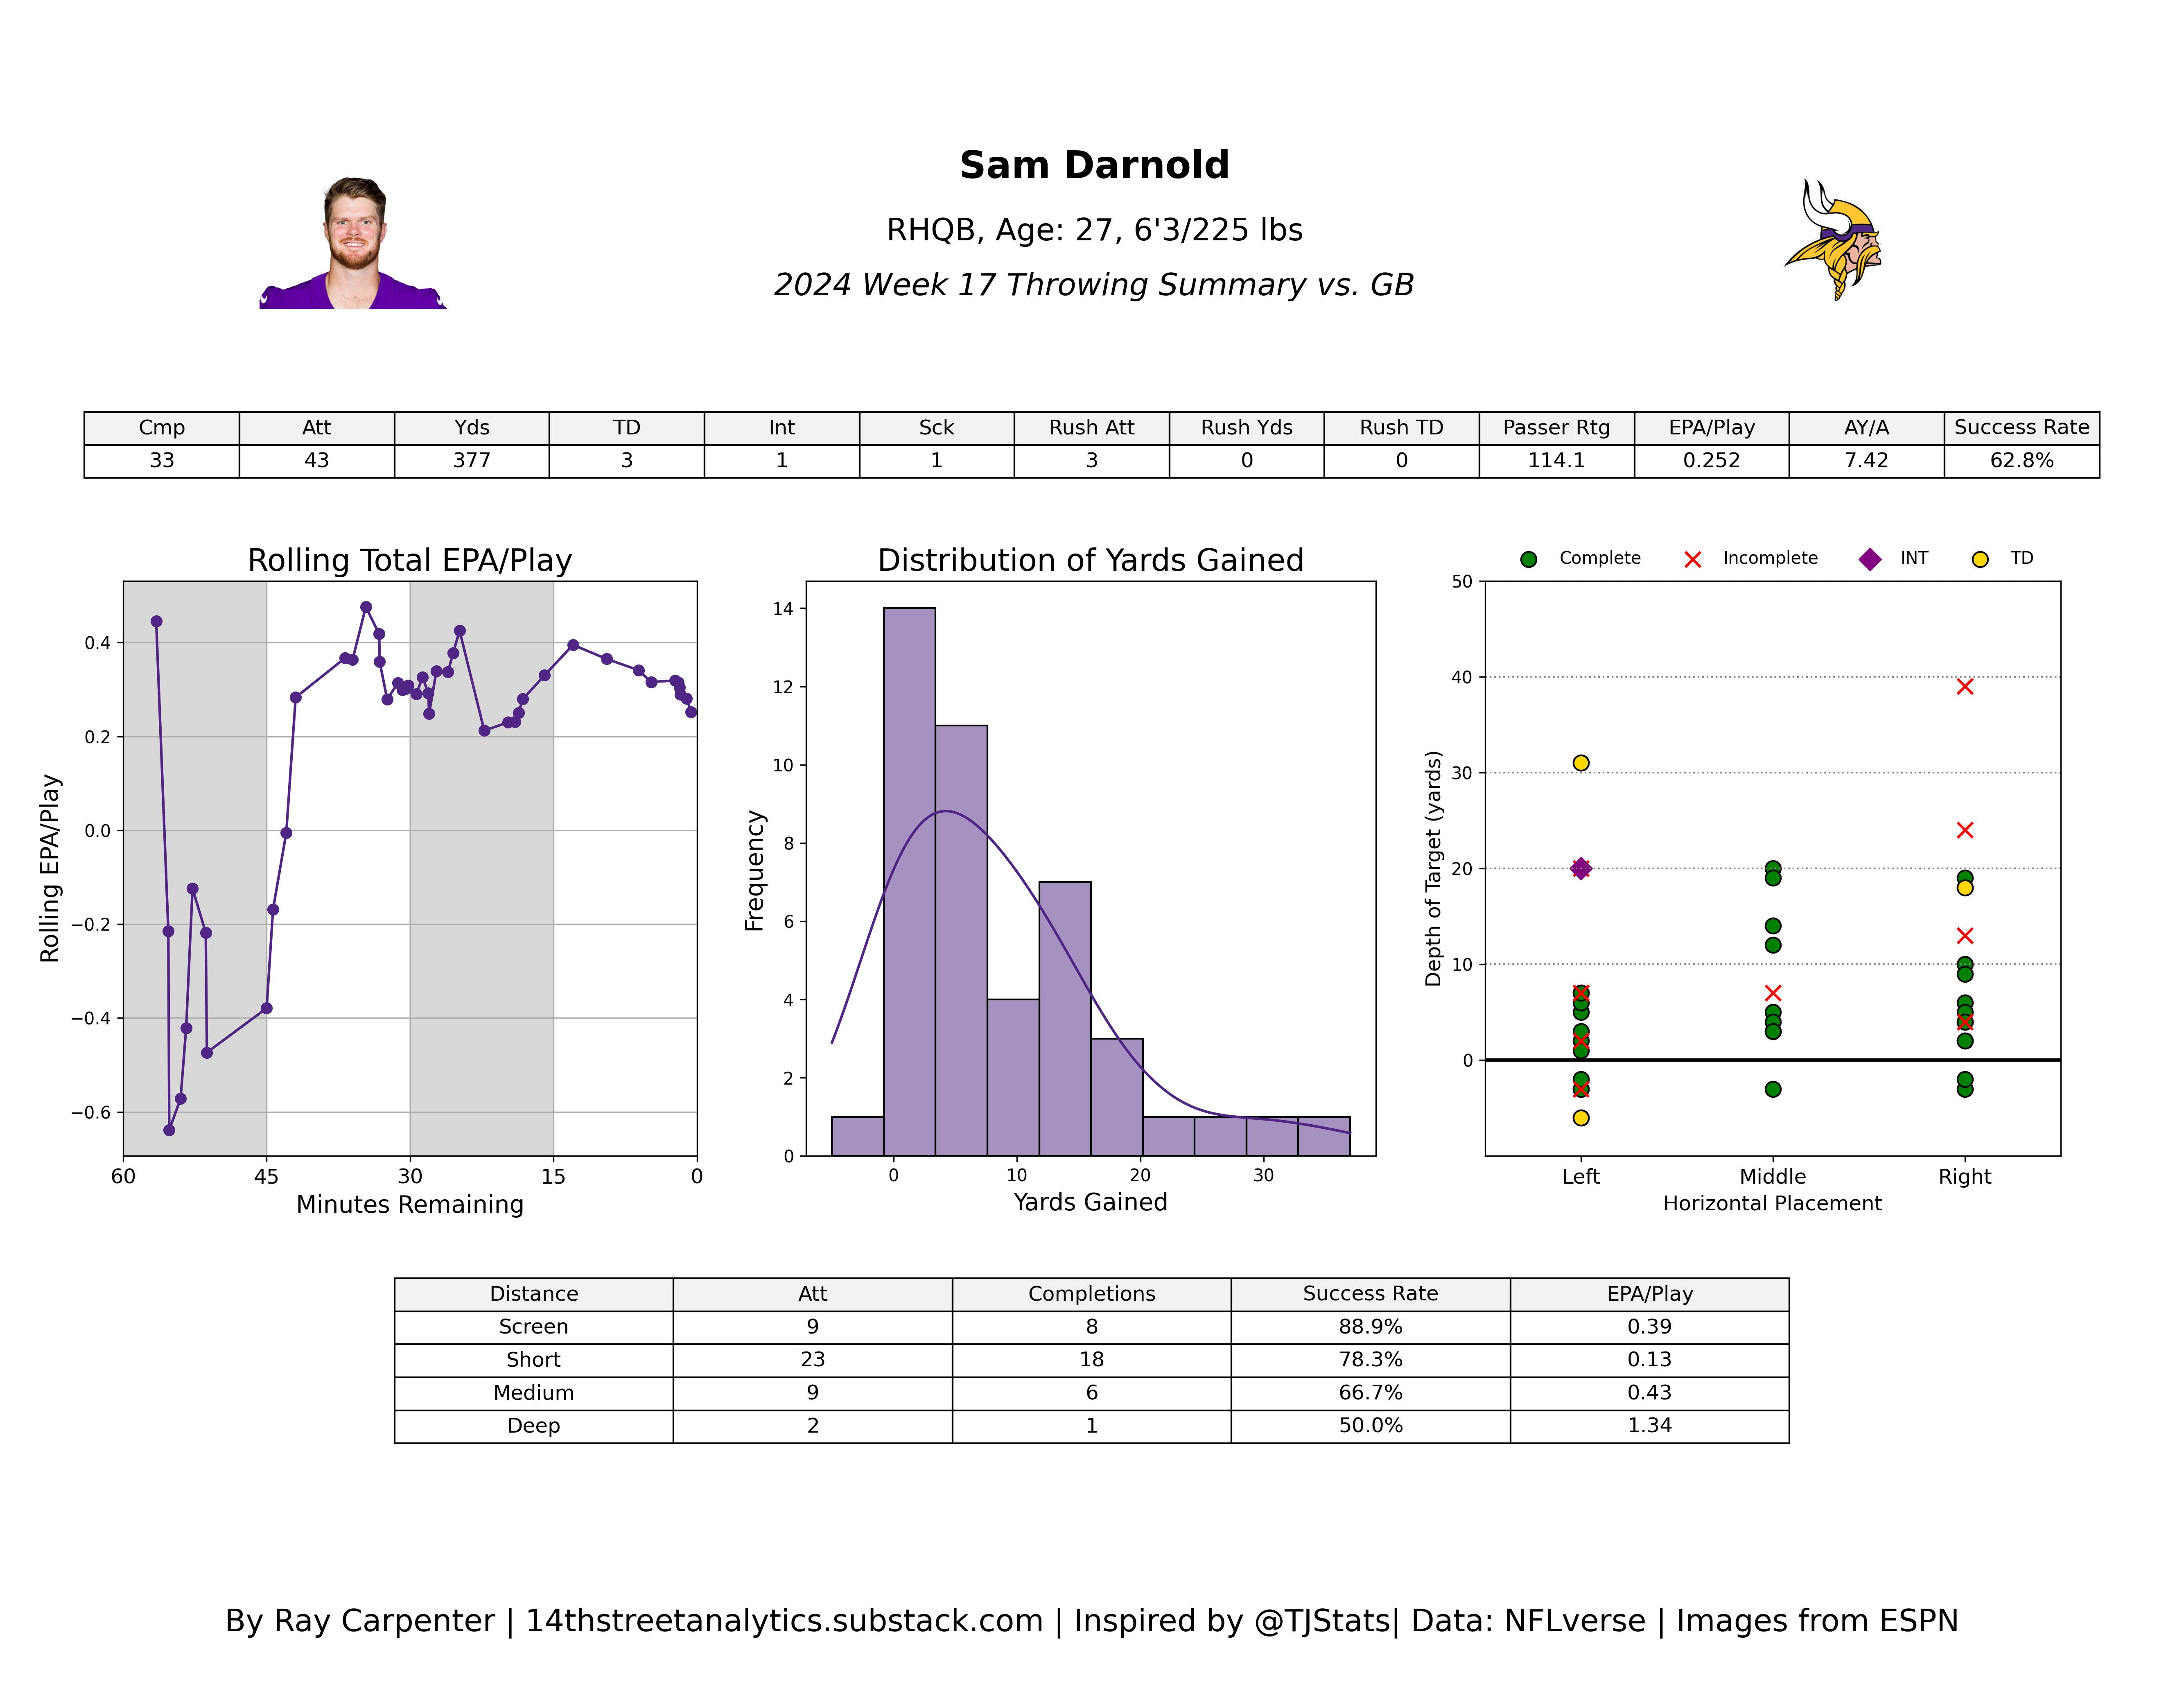 Sam Darnold
RHQB, Age: 27, 6'3/225 lbs
2024 Week 17 Throwing Summary vs. GB
Cmp Att Yds TD Int Sck Rush Att Rush Yds Rush TD Passer Rtg EPA/Play AY/A Success Rate
33 43 377 3 1 1 3 0 0 114.1 0.252 7.42 62.8%
Rolling Total EPA/Play
0.4
0.2
0.0
−0.2
−0.4
−0.6
Rolling EPA/Play
60 45 30 15 0
Minutes Remaining
Distribution of Yards Gained
14
12
10
8
6
4
2
0
Frequency
0 10 20 30
Yards Gained
Complete Incomplete INT TD
50
40
30
20
10
0
Depth of Target (yards)
Left Middle Right
Horizontal Placement
Distance Att Completions Success Rate EPA/Play
Screen 9 8 88.9% 0.39
Short 23 18 78.3% 0.13
Medium 9 6 66.7% 0.43
Deep 2 1 50.0% 1.34
By Ray Carpenter | 14thstreetanalytics.substack.com | Inspired by @TJStats| Data: NFLverse | Images from ESPN